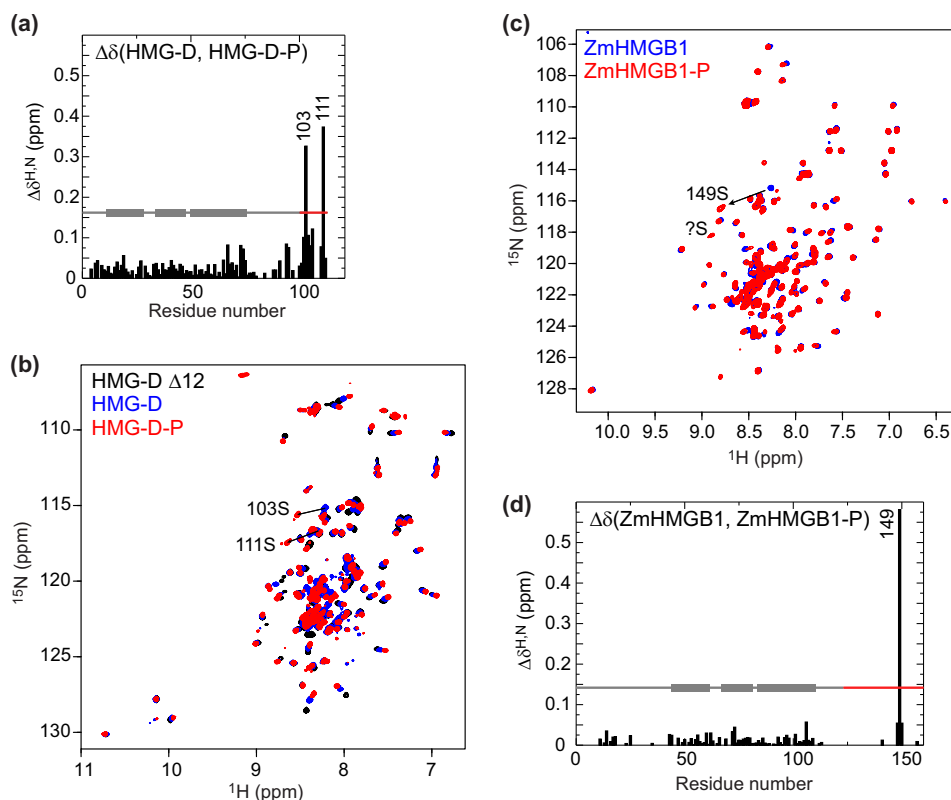 (a)
Δδ(HMG-D, HMG-D-P)
Δδᴴ,ᴺ (ppm)
0.5
0.4
0.3
0.2
0.1
0
103
111
0
50
100
Residue number
(b)
HMG-D Δ12
HMG-D
HMG-D-P
¹⁵N (ppm)
110
115
120
125
130
103S
111S
11
10
9
8
7
¹H (ppm)
(c)
ZmHMGB1
ZmHMGB1-P
¹⁵N (ppm)
106
108
110
112
114
116
118
120
122
124
126
128
149S
?S
10.0
9.5
9.0
8.5
8.0
7.5
7.0
6.5
¹H (ppm)
(d)
Δδ(ZmHMGB1, ZmHMGB1-P)
149
Δδᴴ,ᴺ (ppm)
0.5
0.4
0.3
0.2
0.1
0
0
50
100
150
Residue number